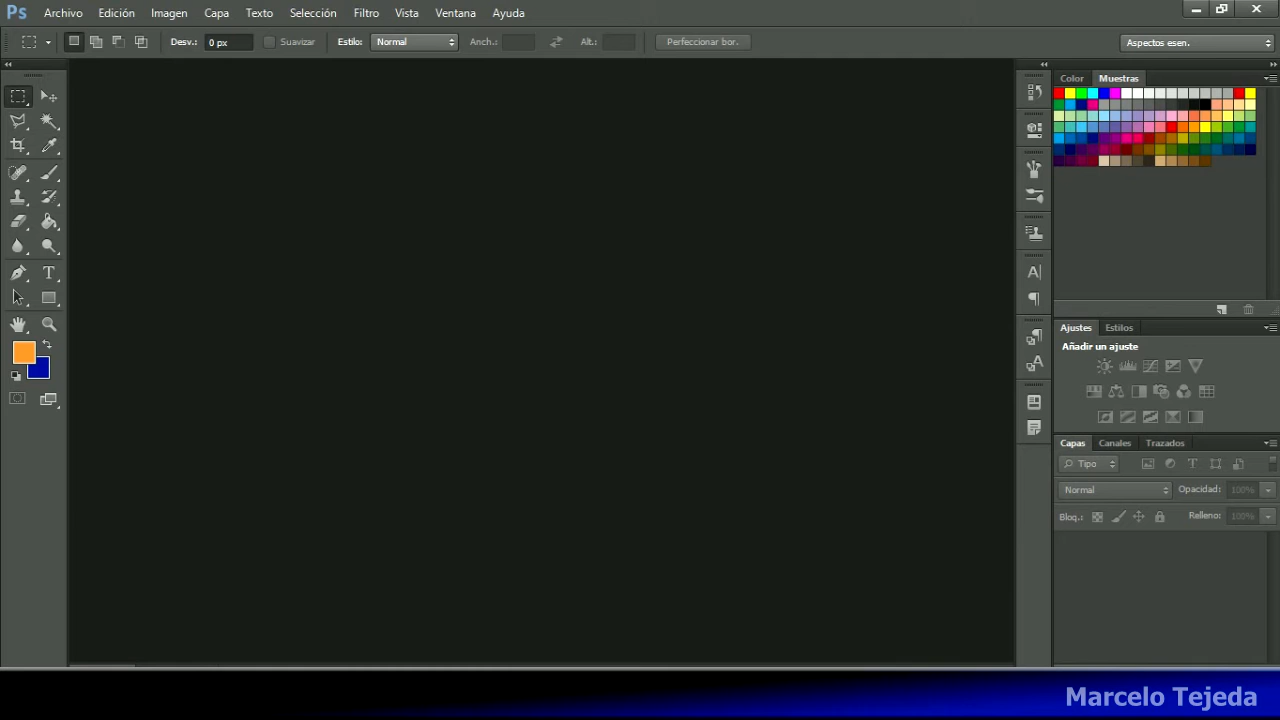 Ps Archivo Edición Imagen Capa Texto Selección Filtro Vista Ventana Ayuda
Desv.: 0 px Suavizar Estilo: Normal Anch.: Alt.: Perfeccionar bor. Aspectos esen.
Color Muestras
Ajustes Estilos
Añadir un ajuste
Capas Canales Trazados
Tipo
Normal Opacidad: 100%
Bloq.: Relleno: 100%
Marcelo Tejeda